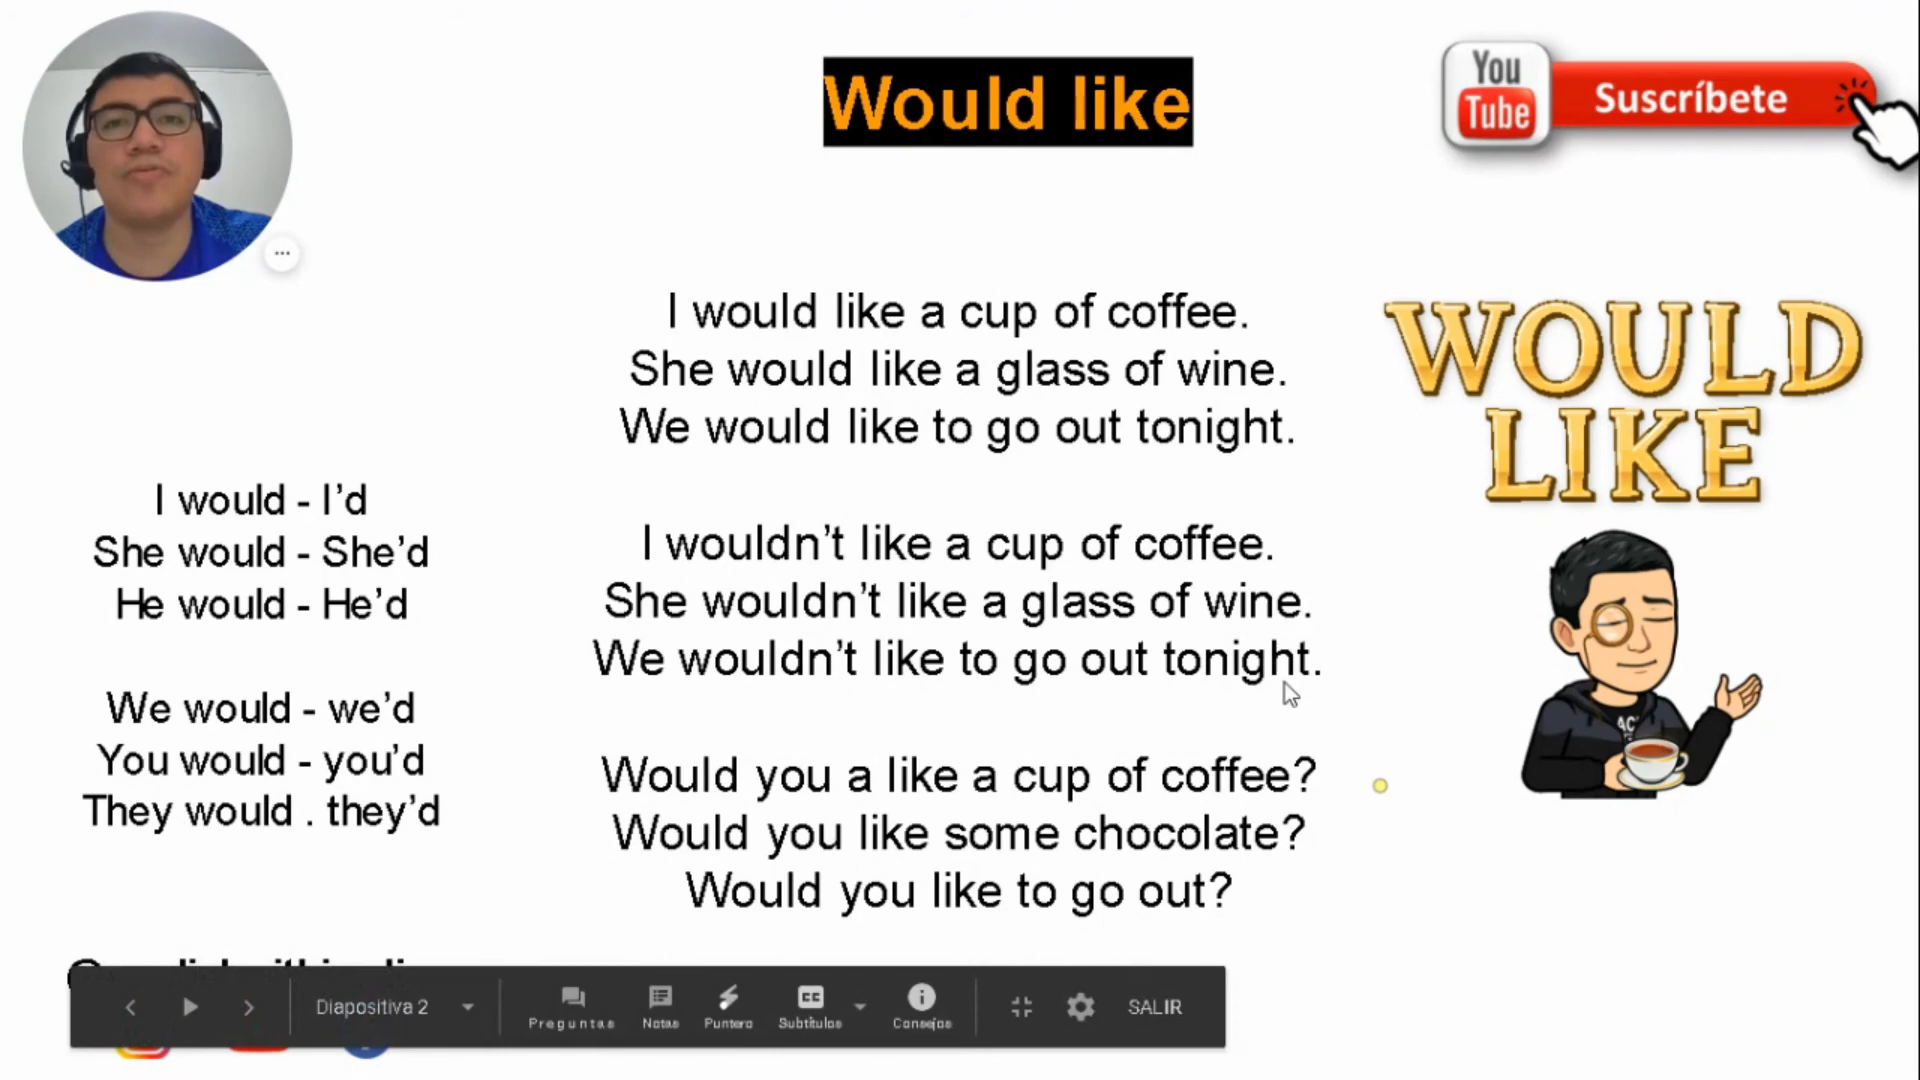 Would like
You
Tube
Suscríbete
I would like a cup of coffee.
She would like a glass of wine.
We would like to go out tonight.
WOULD
LIKE
I would - I’d
She would - She’d
He would - He’d
I wouldn’t like a cup of coffee.
She wouldn’t like a glass of wine.
We wouldn’t like to go out tonight.
We would - we’d
You would - you’d
They would . they’d
Would you a like a cup of coffee?
Would you like some chocolate?
Would you like to go out?
Diapositiva 2
Preguntas
Notas
Puntero
CC
Subtítulos
Consejos
SALIR